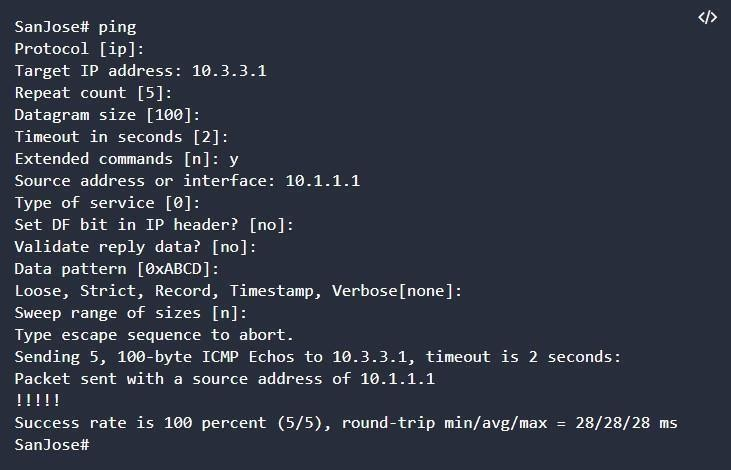 </>
SanJose# ping
Protocol [ip]:
Target IP address: 10.3.3.1
Repeat count [5]:
Datagram size [100]:
Timeout in seconds [2]:
Extended commands [n]: y
Source address or interface: 10.1.1.1
Type of service [0]:
Set DF bit in IP header? [no]:
Validate reply data? [no]:
Data pattern [0xABCD]:
Loose, Strict, Record, Timestamp, Verbose[none]:
Sweep range of sizes [n]:
Type escape sequence to abort.
Sending 5, 100-byte ICMP Echos to 10.3.3.1, timeout is 2 seconds:
Packet sent with a source address of 10.1.1.1
!!!!!
Success rate is 100 percent (5/5), round-trip min/avg/max = 28/28/28 ms
SanJose#